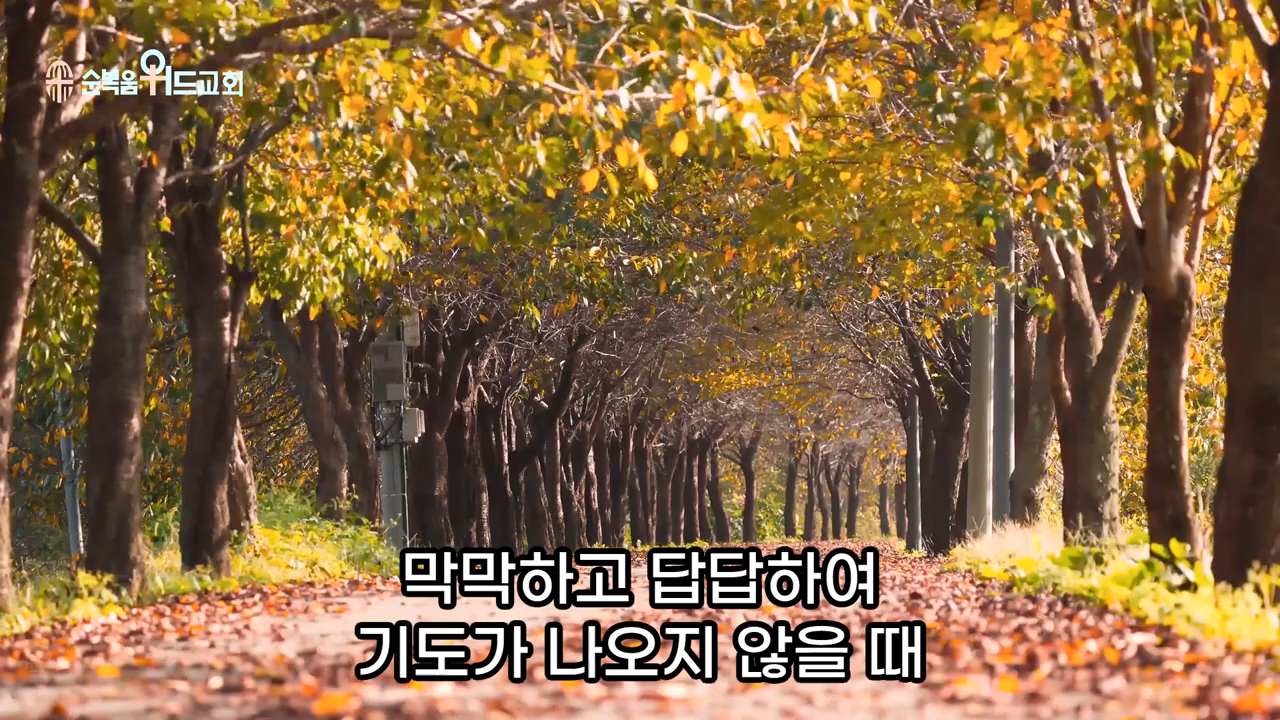 순복음워드교회
막막하고 답답하여
기도가 나오지 않을 때